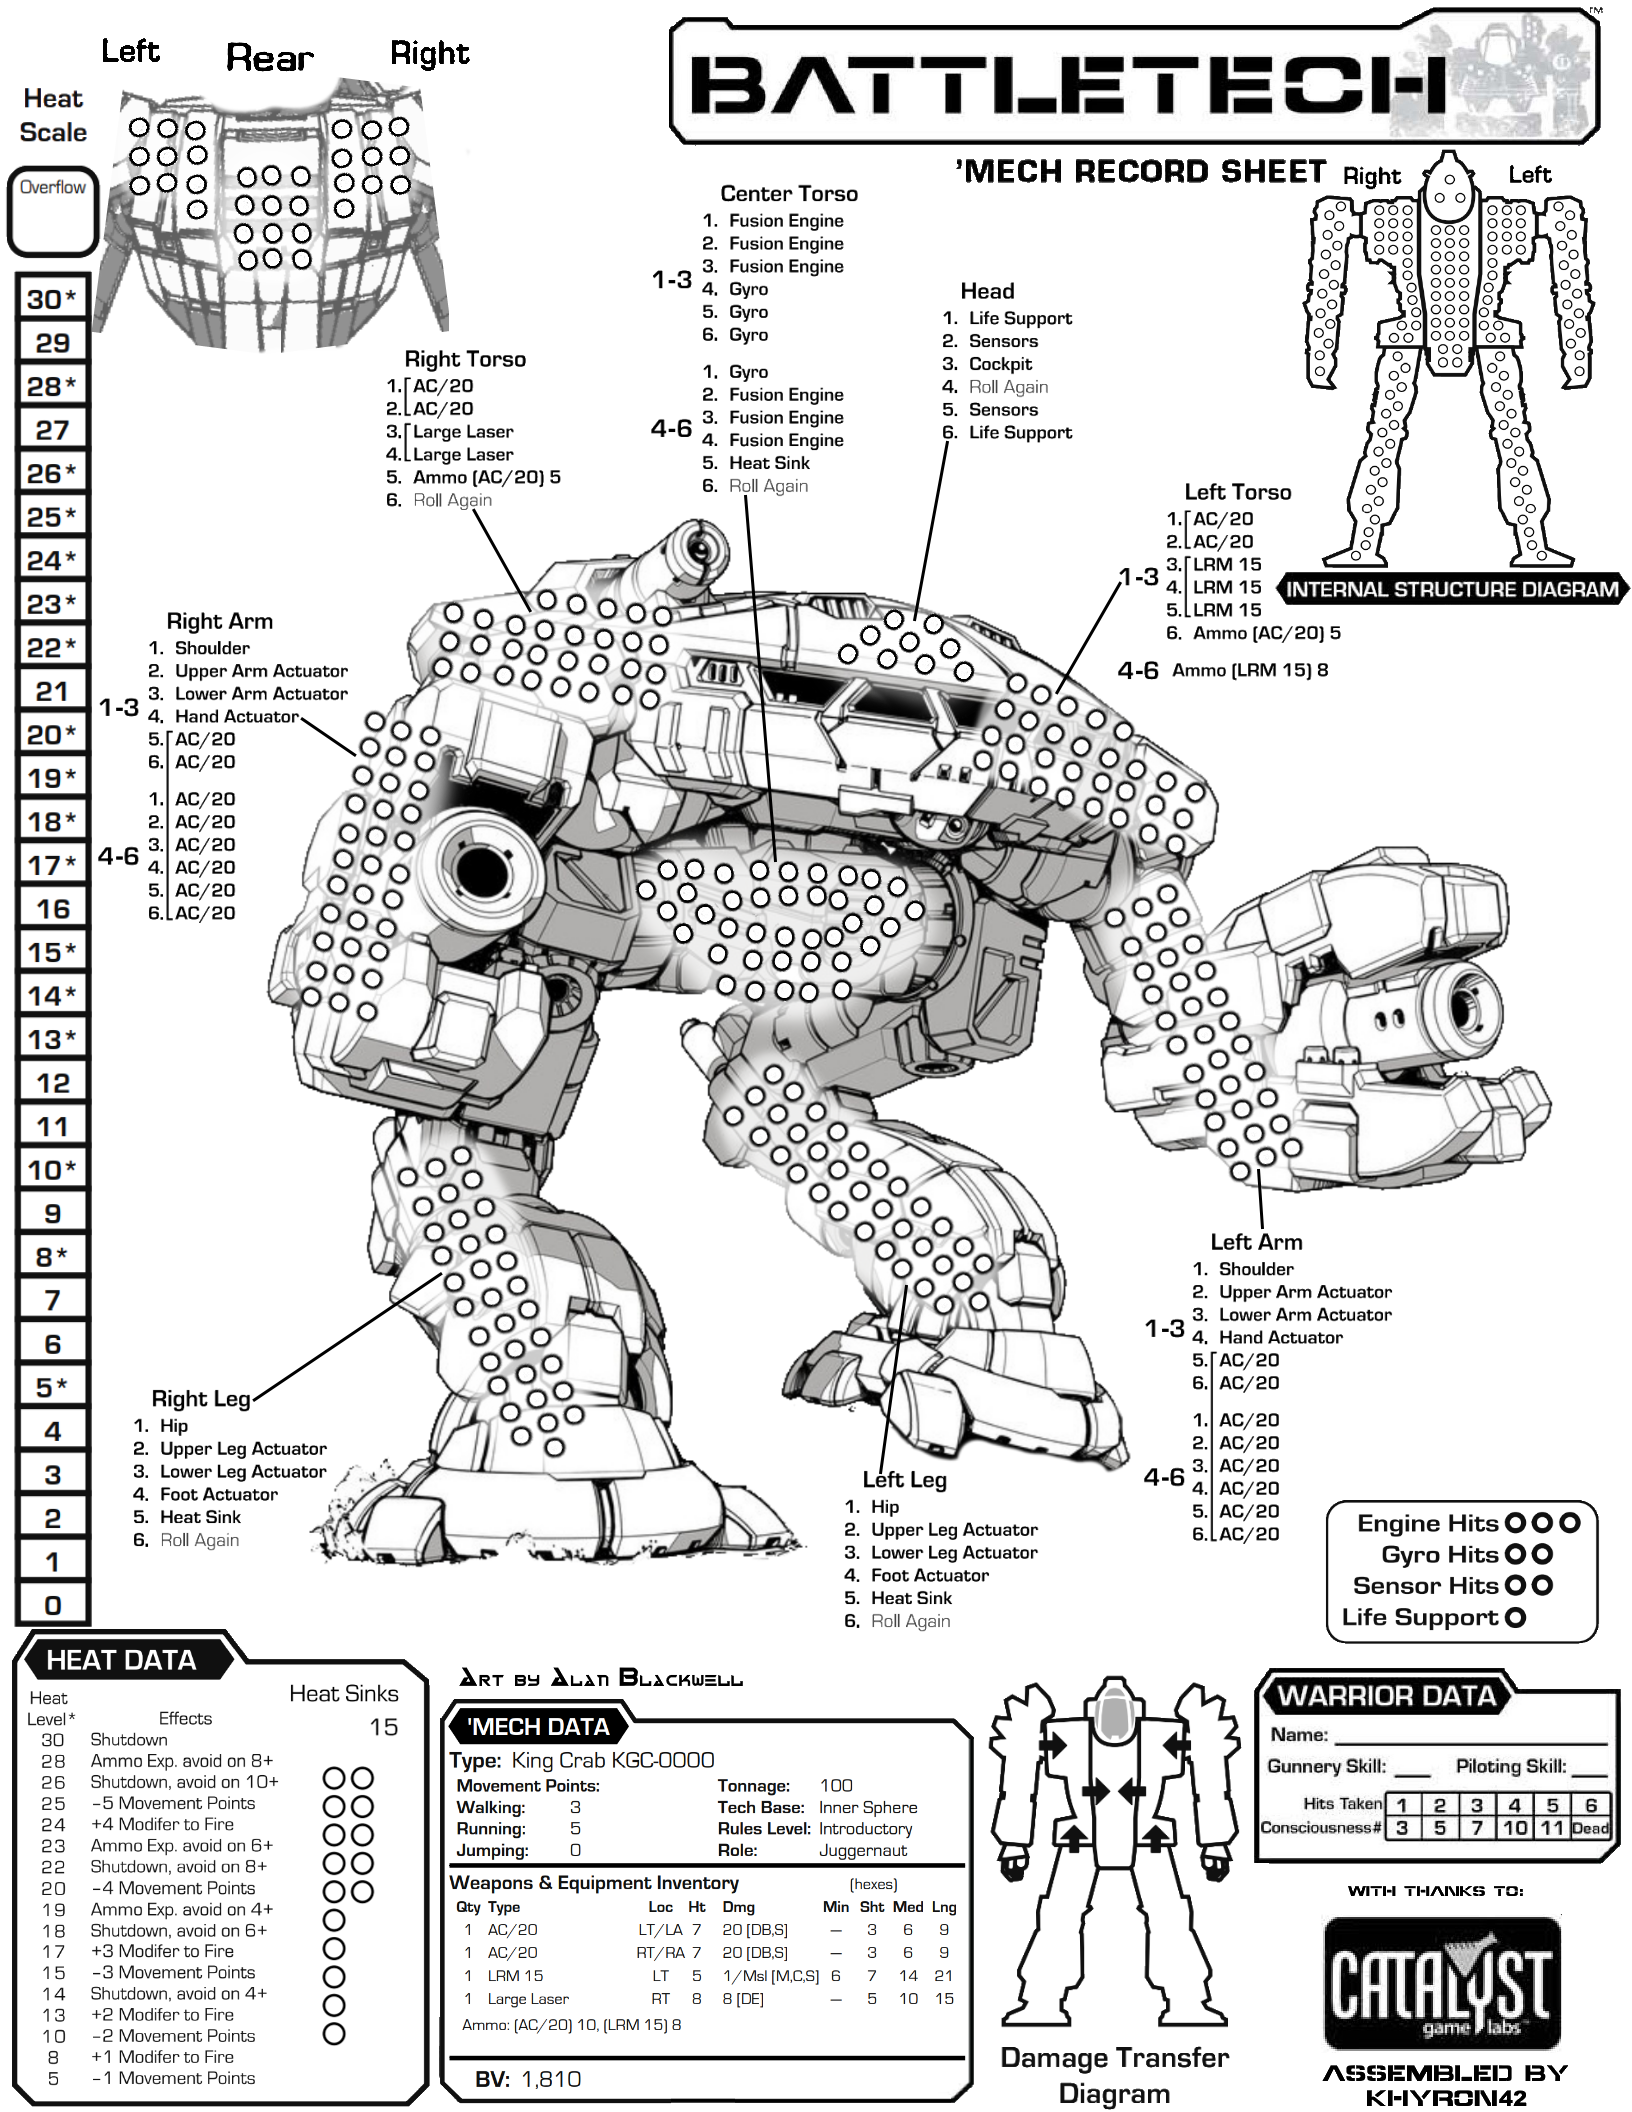 Left Rear Right
BATTLETECH™
'MECH RECORD SHEET
Heat
Scale
Overflow
30*
29
28*
27
26*
25*
24*
23*
22*
21
20*
19*
18*
17*
16
15*
14*
13*
12
11
10*
9
8*
7
6
5*
4
3
2
1
0
Center Torso
1. Fusion Engine
2. Fusion Engine
3. Fusion Engine
1-3
4. Gyro
5. Gyro
6. Gyro
1. Gyro
2. Fusion Engine
3. Fusion Engine
4-6
4. Fusion Engine
5. Heat Sink
6. Roll Again
Head
1. Life Support
2. Sensors
3. Cockpit
4. Roll Again
5. Sensors
6. Life Support
Right Left
INTERNAL STRUCTURE DIAGRAM
Right Torso
1. AC/20
2. AC/20
3. Large Laser
4. Large Laser
5. Ammo (AC/20) 5
6. Roll Again
Left Torso
1. AC/20
2. AC/20
1-3
3. LRM 15
4. LRM 15
5. LRM 15
6. Ammo (AC/20) 5
4-6 Ammo (LRM 15) 8
Right Arm
1. Shoulder
2. Upper Arm Actuator
3. Lower Arm Actuator
1-3
4. Hand Actuator
5. AC/20
6. AC/20
1. AC/20
2. AC/20
3. AC/20
4-6
4. AC/20
5. AC/20
6. AC/20
Left Arm
1. Shoulder
2. Upper Arm Actuator
3. Lower Arm Actuator
1-3
4. Hand Actuator
5. AC/20
6. AC/20
1. AC/20
2. AC/20
3. AC/20
4-6
4. AC/20
5. AC/20
6. AC/20
Right Leg
1. Hip
2. Upper Leg Actuator
3. Lower Leg Actuator
4. Foot Actuator
5. Heat Sink
6. Roll Again
Left Leg
1. Hip
2. Upper Leg Actuator
3. Lower Leg Actuator
4. Foot Actuator
5. Heat Sink
6. Roll Again
Engine Hits
Gyro Hits
Sensor Hits
Life Support
HEAT DATA
Heat Sinks
15
Heat
Level* Effects
30 Shutdown
28 Ammo Exp. avoid on 8+
26 Shutdown, avoid on 10+
25 -5 Movement Points
24 +4 Modifer to Fire
23 Ammo Exp. avoid on 6+
22 Shutdown, avoid on 8+
20 -4 Movement Points
19 Ammo Exp. avoid on 4+
18 Shutdown, avoid on 6+
17 +3 Modifer to Fire
15 -3 Movement Points
14 Shutdown, avoid on 4+
13 +2 Modifer to Fire
10 -2 Movement Points
8 +1 Modifer to Fire
5 -1 Movement Points
Art by Alan Blackwell
'MECH DATA
Type: King Crab KGC-0000
Movement Points: Tonnage: 100
Walking: 3 Tech Base: Inner Sphere
Running: 5 Rules Level: Introductory
Jumping: 0 Role: Juggernaut
Weapons & Equipment Inventory (hexes)
Qty Type Loc Ht Dmg Min Sht Med Lng
1 AC/20 LT/LA 7 20 [DB,S] — 3 6 9
1 AC/20 RT/RA 7 20 [DB,S] — 3 6 9
1 LRM 15 LT 5 1/Msl [M,C,S] 6 7 14 21
1 Large Laser RT 8 8 [DE] — 5 10 15
Ammo: (AC/20) 10, (LRM 15) 8
BV: 1,810
Damage Transfer
Diagram
WARRIOR DATA
Name:
Gunnery Skill: Piloting Skill:
Hits Taken 1 2 3 4 5 6
Consciousness# 3 5 7 10 11 Dead
WITH THANKS TO:
CATALYST
game labs™
ASSEMBLED BY
KHYRON42